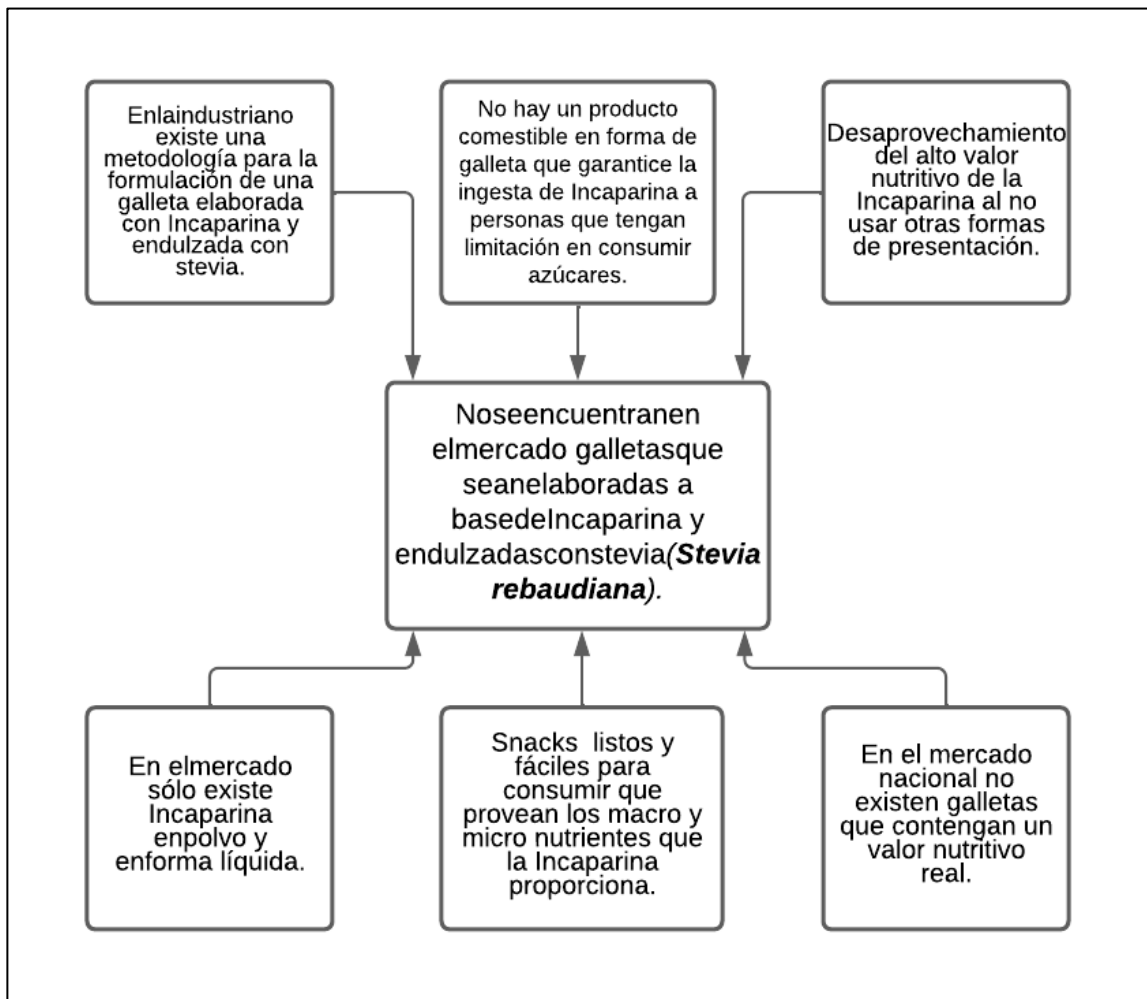 Enlaindustriano
existe una
metodología para la
formulación de una
galleta elaborada
con Incaparina y
endulzada con
stevia.
No hay un producto
comestible en forma de
galleta que garantice la
ingesta de Incaparina a
personas que tengan
limitación en consumir
azúcares.
Desaprovechamiento
del alto valor
nutritivo de la
Incaparina al no
usar otras formas
de presentación.
Noseencuentranen
elmercado galletasque
seanelaboradas a
basedeIncaparina y
endulzadasconstevia(Stevia
rebaudiana).
En elmercado
sólo existe
Incaparina
enpolvo y
enforma líquida.
Snacks listos y
fáciles para
consumir que
provean los macro y
micro nutrientes que
la Incaparina
proporciona.
En el mercado
nacional no
existen galletas
que contengan un
valor nutritivo
real.